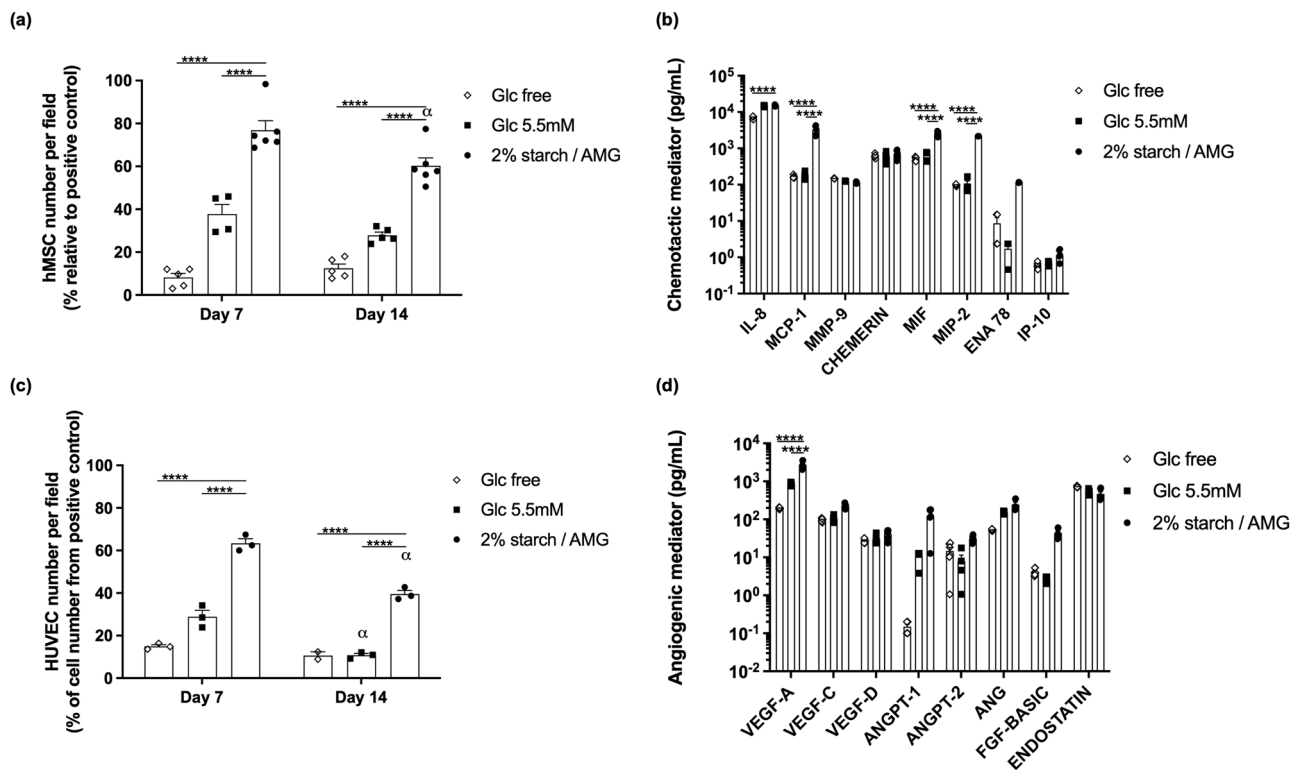 (a)
hMSC number per field
(% relative to positive control)
100
80
60
40
20
0
****
****
****
****
α
Day 7
Day 14
Glc free
Glc 5.5mM
2% starch / AMG
(b)
Chemotactic mediator (pg/mL)
10^5
10^4
10^3
10^2
10^1
10^0
10^-1
****
****
****
****
****
****
****
IL-8
MCP-1
MMP-9
CHEMERIN
MIF
MIP-2
ENA 78
IP-10
Glc free
Glc 5.5mM
2% starch / AMG
(c)
HUVEC number per field
(% of cell number from positive control)
100
80
60
40
20
0
****
****
****
****
α
α
Day 7
Day 14
Glc free
Glc 5.5mM
2% starch / AMG
(d)
Angiogenic mediator (pg/mL)
10^4
10^3
10^2
10^1
10^0
10^-1
10^-2
****
****
VEGF-A
VEGF-C
VEGF-D
ANGPT-1
ANGPT-2
ANG
FGF-BASIC
ENDOSTATIN
Glc free
Glc 5.5mM
2% starch / AMG